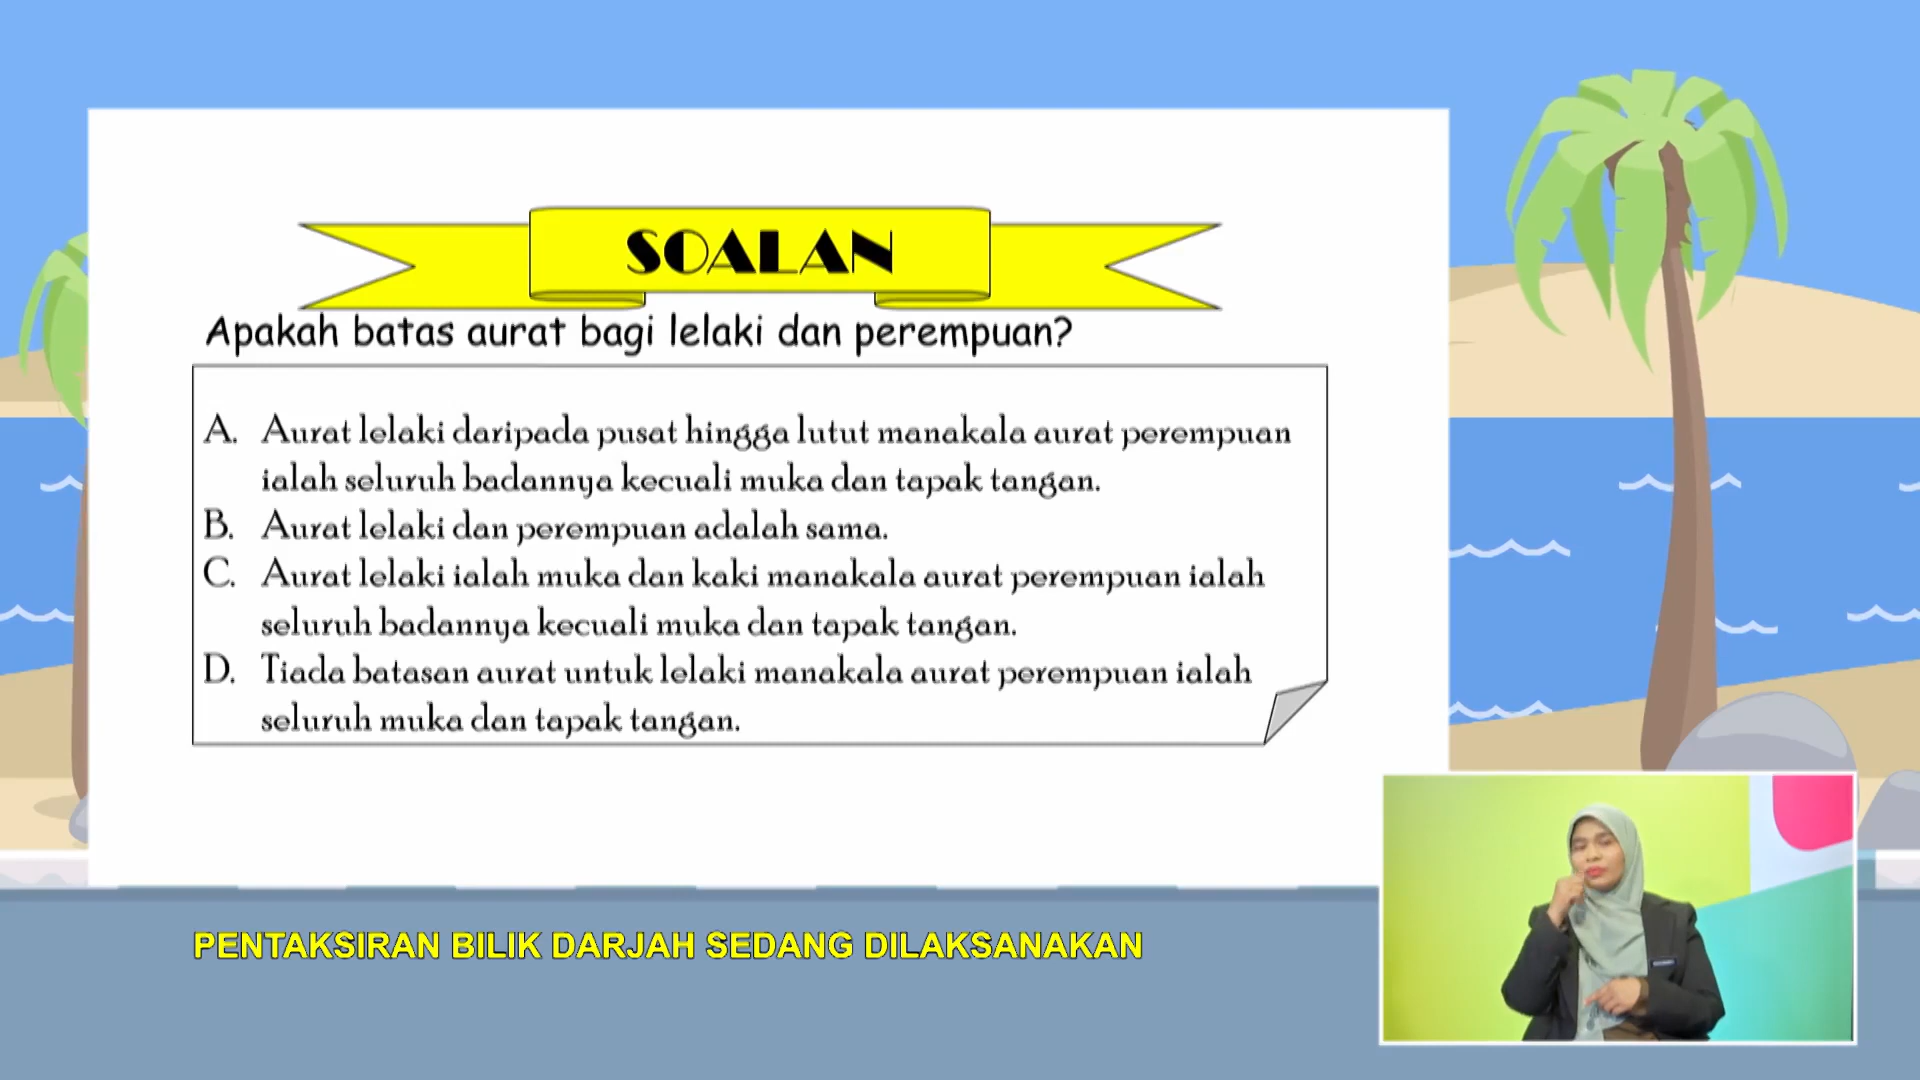 SOALAN
Apakah batas aurat bagi lelaki dan perempuan?
A. Aurat lelaki daripada pusat hingga lutut manakala aurat perempuan
ialah seluruh badannya kecuali muka dan tapak tangan.
B. Aurat lelaki dan perempuan adalah sama.
C. Aurat lelaki ialah muka dan kaki manakala aurat perempuan ialah
seluruh badannya kecuali muka dan tapak tangan.
D. Tiada batasan aurat untuk lelaki manakala aurat perempuan ialah
seluruh muka dan tapak tangan.
PENTAKSIRAN BILIK DARJAH SEDANG DILAKSANAKAN